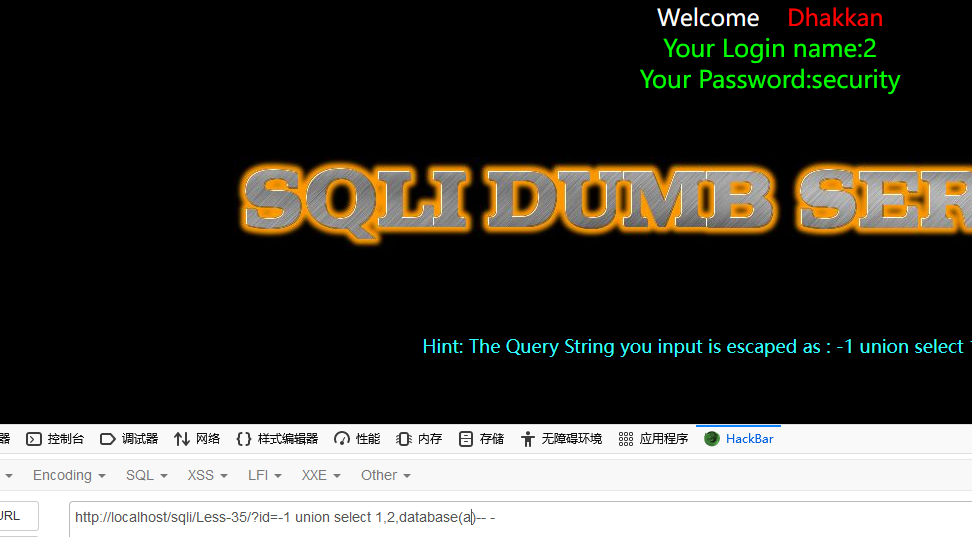 Welcome Dhakkan
Your Login name:2
Your Password:security
SQLI DUMB SER
Hint: The Query String you input is escaped as : -1 union select
器 控制台 调试器 网络 样式编辑器 性能 内存 存储 无障碍环境 应用程序 HackBar
Encoding SQL XSS LFI XXE Other
URL http://localhost/sqli/Less-35/?id=-1 union select 1,2,database(a)-- -